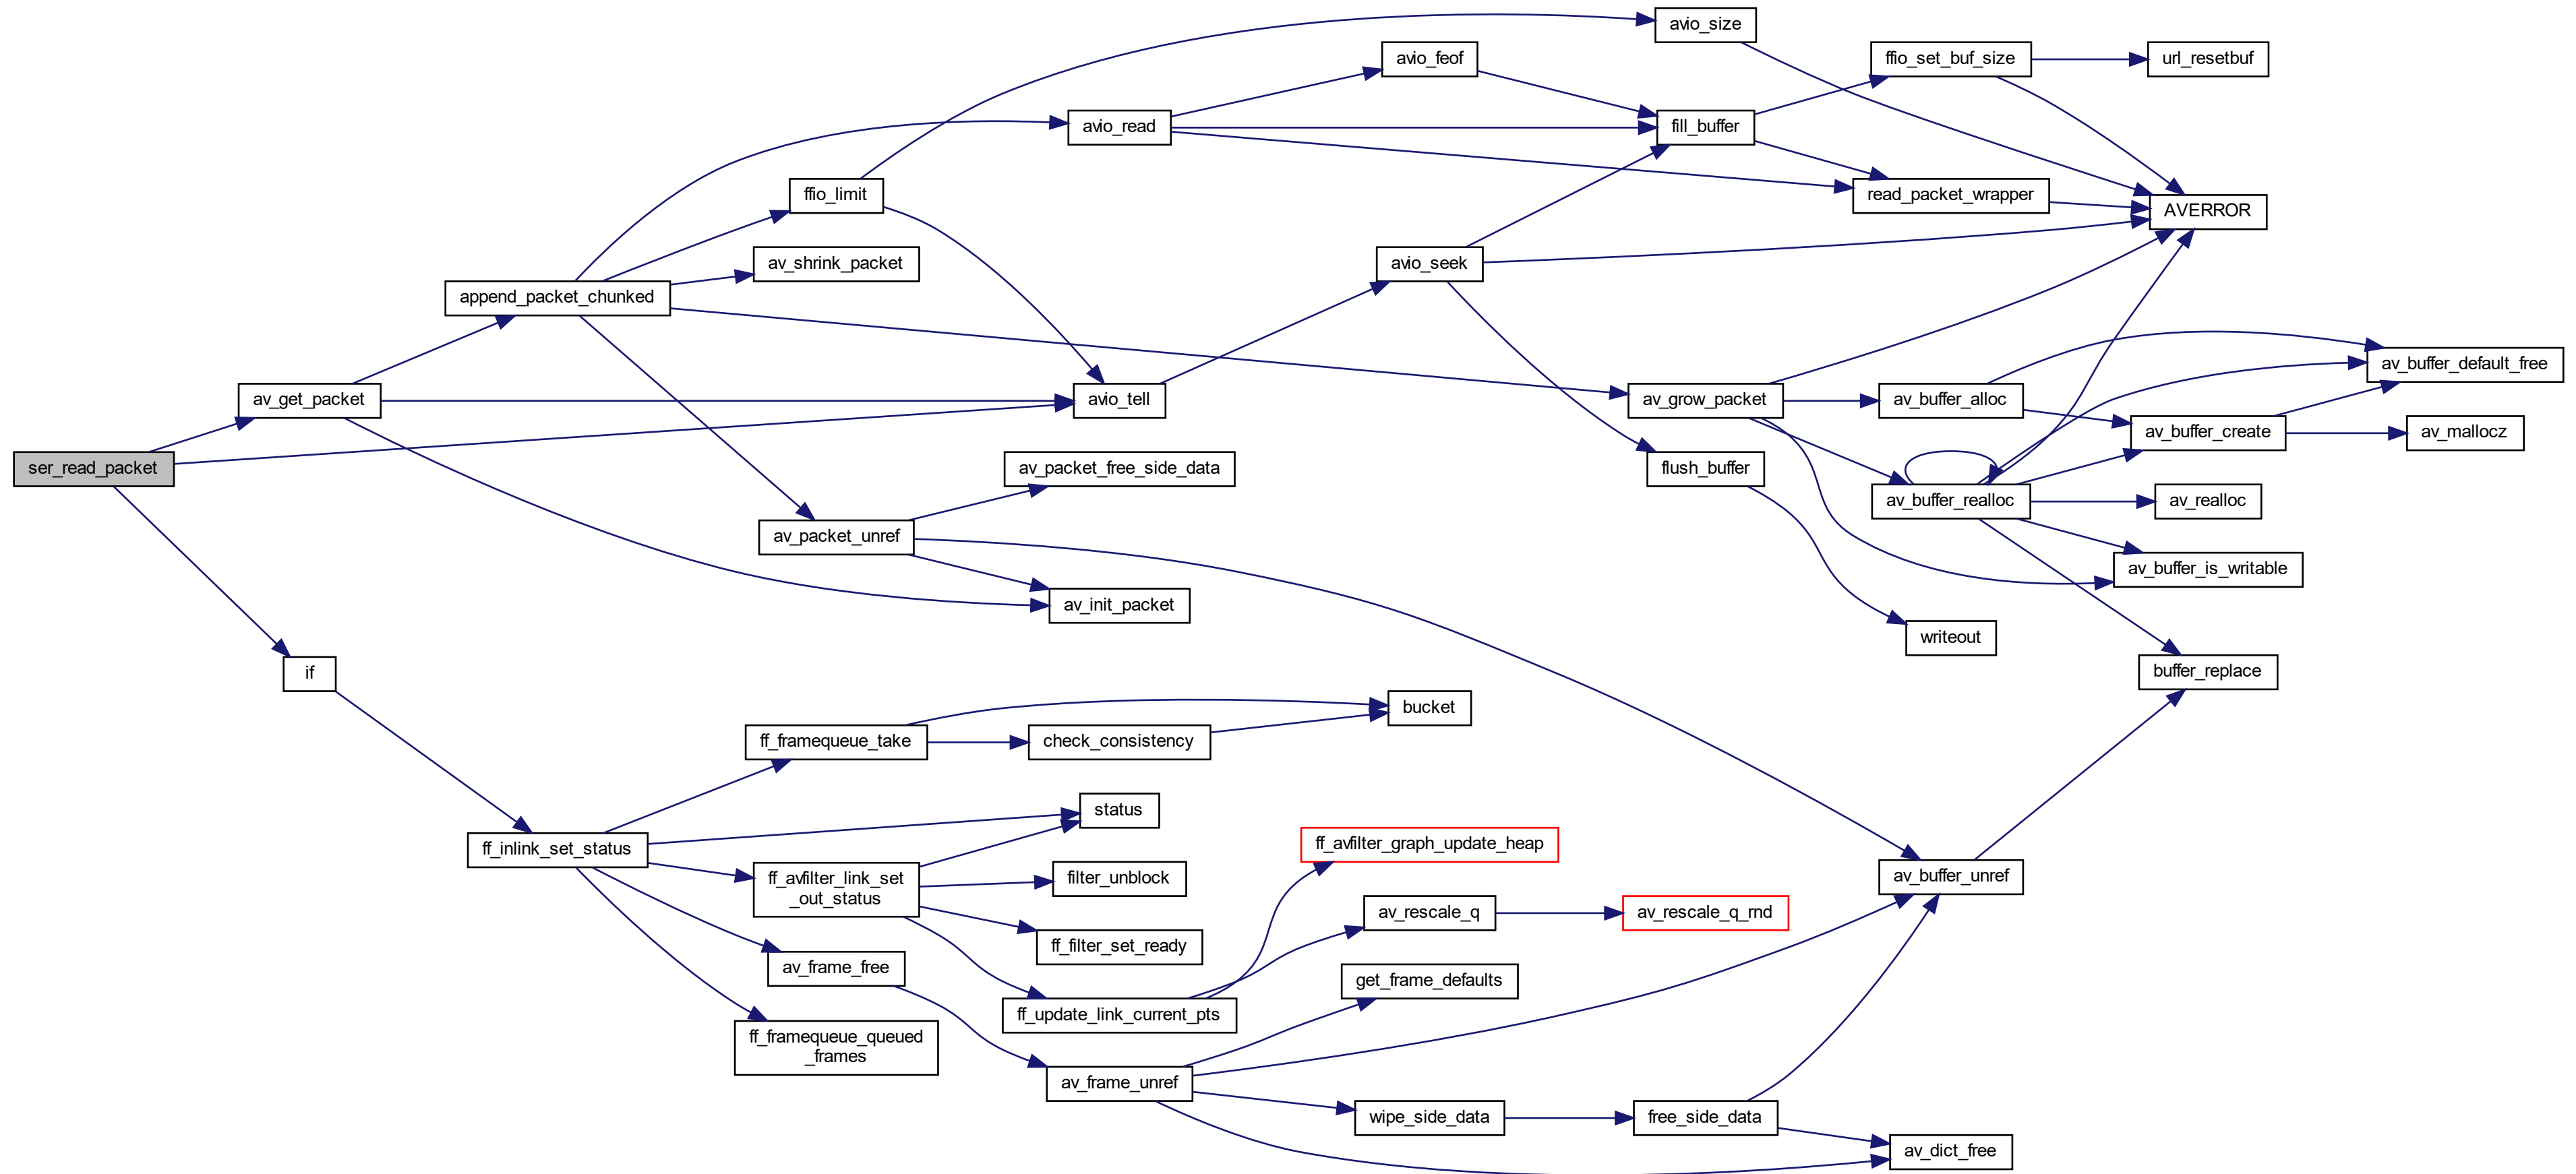 avio_size
avio_feof
ffio_set_buf_size
url_resetbuf
avio_read
fill_buffer
ffio_limit
read_packet_wrapper
AVERROR
av_shrink_packet
avio_seek
append_packet_chunked
av_buffer_default_free
av_get_packet
avio_tell
av_grow_packet
av_buffer_alloc
av_buffer_create
av_mallocz
ser_read_packet
av_packet_free_side_data
flush_buffer
av_buffer_realloc
av_realloc
av_packet_unref
av_buffer_is_writable
av_init_packet
writeout
if
buffer_replace
bucket
ff_framequeue_take
check_consistency
status
ff_inlink_set_status
ff_avfilter_graph_update_heap
ff_avfilter_link_set
_out_status
filter_unblock
av_buffer_unref
av_rescale_q
av_rescale_q_rnd
ff_filter_set_ready
av_frame_free
get_frame_defaults
ff_update_link_current_pts
ff_framequeue_queued
_frames
av_frame_unref
wipe_side_data
free_side_data
av_dict_free